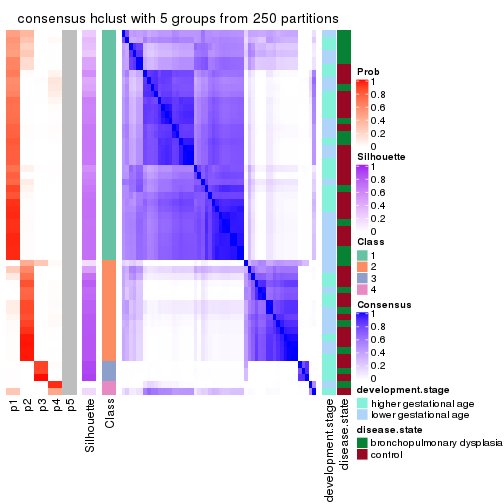 consensus hclust with 5 groups from 250 partitions
Prob
1
0.8
0.6
0.4
0.2
0
Silhouette
1
0.8
0.6
0.4
0.2
0
Class
1
2
3
4
Consensus
1
0.8
0.6
0.4
0.2
0
development.stage
higher gestational age
lower gestational age
disease.state
bronchopulmonary dysplasia
control
p1
p2
p3
p4
p5
Silhouette
Class
development.stage
disease.state